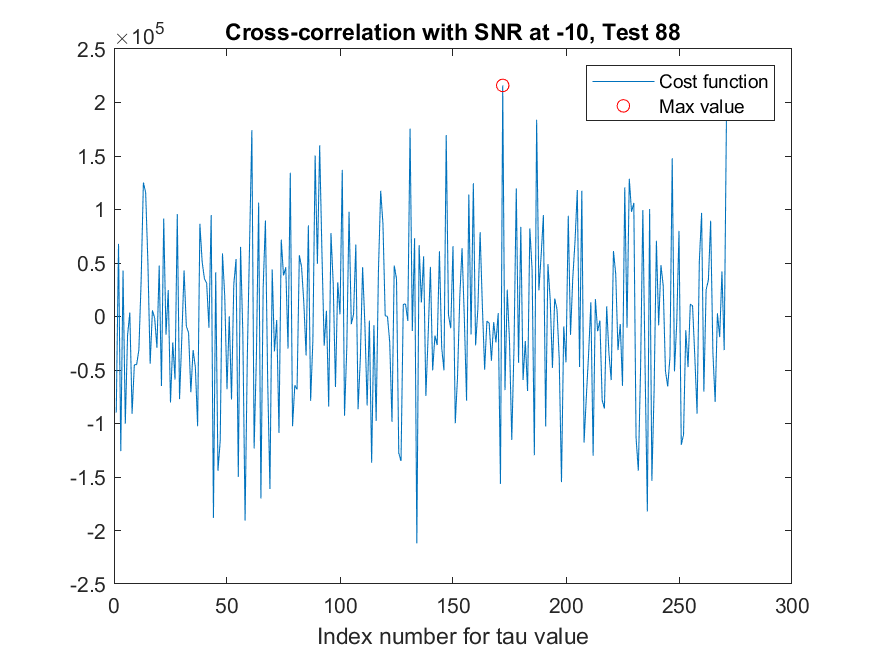 ×10⁵
Cross-correlation with SNR at -10, Test 88
Cost function
Max value
2.5
2
1.5
1
0.5
0
-0.5
-1
-1.5
-2
-2.5
0 50 100 150 200 250 300
Index number for tau value